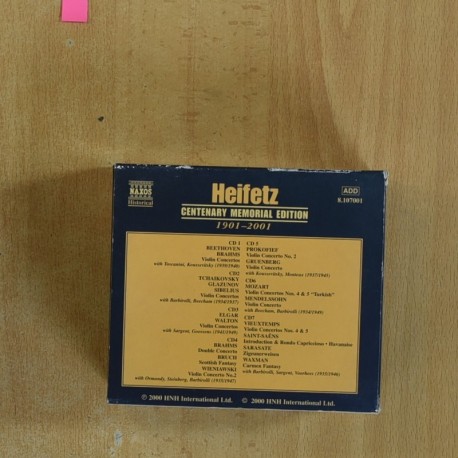 NAXOS
Historical
Heifetz
CENTENARY MEMORIAL EDITION
1901–2001
ADD
8.107001
CD 1
BEETHOVEN
BRAHMS
Violin Concertos
with Toscanini, Koussevitzky (1939/1940)
CD2
TCHAIKOVSKY
GLAZUNOV
SIBELIUS
Violin Concertos
with Barbirolli, Beecham (1934/1937)
CD3
ELGAR
WALTON
Violin Concertos
with Sargent, Goossens (1941/1949)
CD4
BRAHMS
Double Concerto
BRUCH
Scottish Fantasy
WIENIAWSKI
Violin Concerto No.2
with Ormandy, Steinberg, Barbirolli (1935/1947)
CD 5
PROKOFIEV
Violin Concerto No. 2
GRUENBERG
Violin Concerto
with Koussevitzky, Monteux (1937/1945)
CD6
MOZART
Violin Concertos Nos. 4 & 5 "Turkish"
MENDELSSOHN
Violin Concerto
with Beecham, Barbirolli (1934/1949)
CD7
VIEUXTEMPS
Violin Concertos Nos. 4 & 5
SAINT-SAËNS
Introduction & Rondo Capriccioso • Havanaise
SARASATE
Zigeunerweisen
WAXMAN
Carmen Fantasy
with Barbirolli, Sargent, Voorhees (1935/1946)
℗ 2000 HNH International Ltd. © 2000 HNH International Ltd.